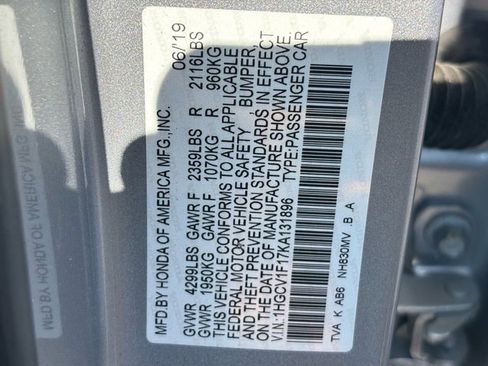 MFD.BY HONDA OF AMERICA MFG.,INC. 06/19
GVWR 4299LBS GAWR F 2359LBS R 2116LBS
GVWR 1950KG GAWR F 1070KG R 960KG
THIS VEHICLE CONFORMS TO ALL APPLICABLE
FEDERAL MOTOR VEHICLE SAFETY, BUMPER,
AND THEFT PREVENTION STANDARDS IN EFFECT
ON THE DATE OF MANUFACTURE SHOWN ABOVE.
V.I.N.:1HGCV1F17KA131896 TYPE:PASSENGER CAR
TVA K AB6 NH830MV B .A